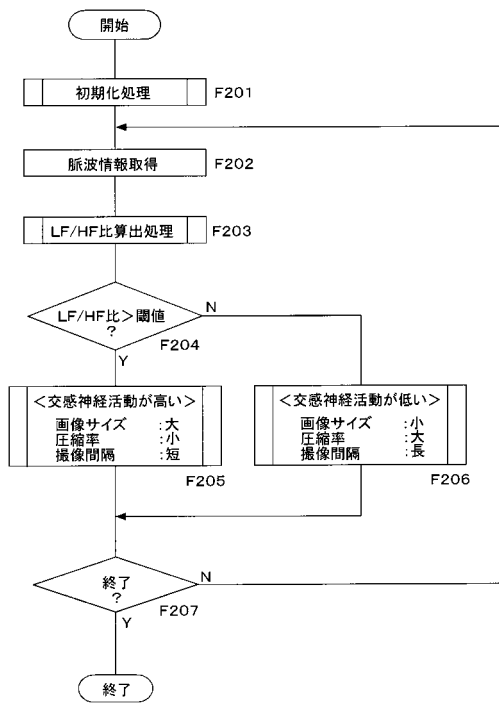 開始
初期化処理 F201
脈波情報取得 F202
LF/HF比算出処理 F203
LF/HF比>閾値
?
N
F204
Y
<交感神経活動が高い>
画像サイズ :大
圧縮率 :小
撮像間隔 :短
F205
<交感神経活動が低い>
画像サイズ :小
圧縮率 :大
撮像間隔 :長
F206
終了
?
N
F207
Y
終了